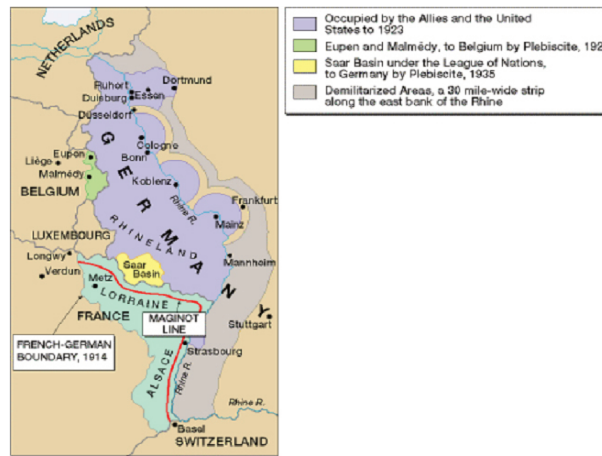 Occupied by the Allies and the United
States to 1923
Eupen and Malmédy, to Belgium by Plebiscite, 192
Saar Basin under the League of Nations,
to Germany by Plebiscite, 1935
Demilitarized Areas, a 30 mile-wide strip
along the east bank of the Rhine
NETHERLANDS
Ruhort
Dortmund
Duisburg
Essen
Düsseldorf
GERMANY
Cologne
Bonn
Eupen
Liège
Malmédy
BELGIUM
Koblenz
Rhine R.
Frankfurt
Mainz
RHINELAND
LUXEMBOURG
Longwy
Verdun
Saar
Basin
Mannheim
Metz
LORRAINE
FRANCE
MAGINOT
LINE
Stuttgart
FRENCH-GERMAN
BOUNDARY, 1914
Strasbourg
ALSACE
Rhine R.
Rhine R.
Basel
SWITZERLAND